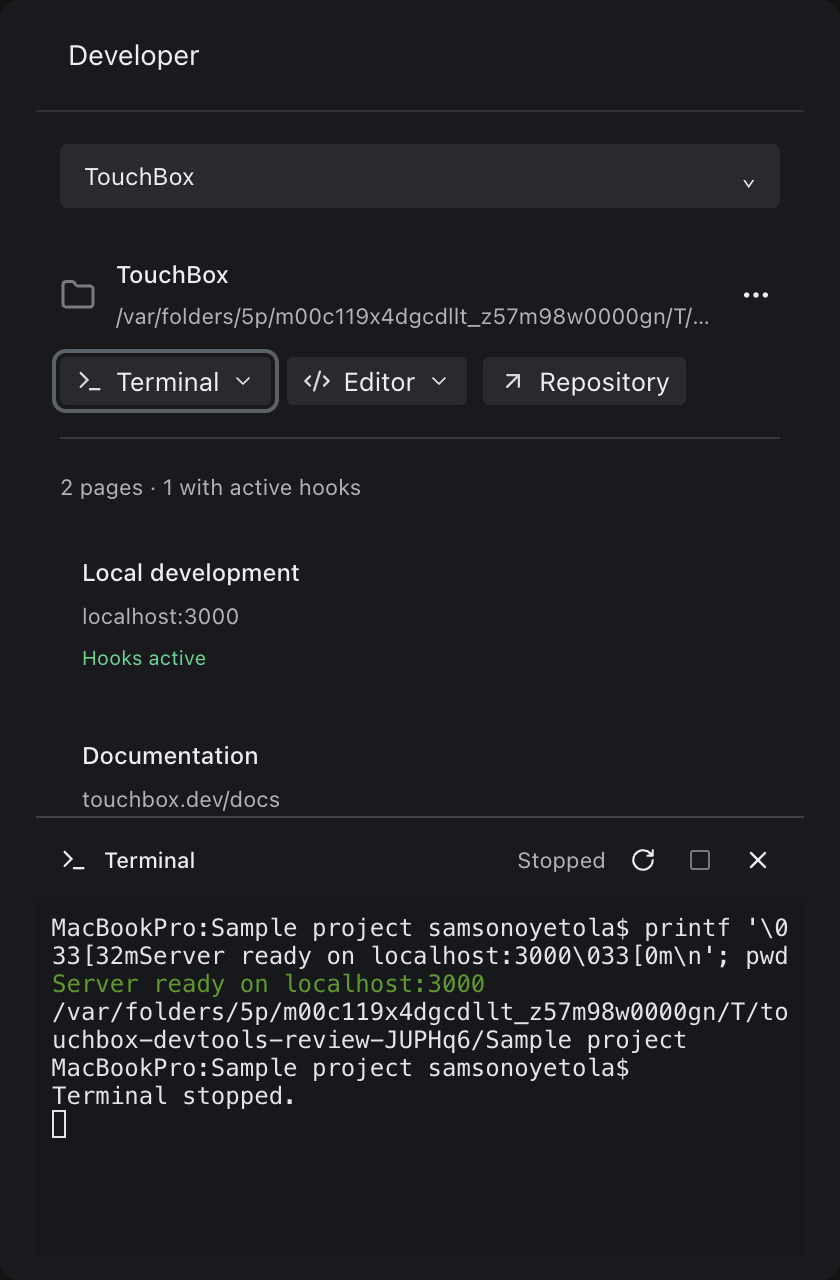 Developer
TouchBox
TouchBox
/var/folders/5p/m00c119x4dgcdllt_z57m98w0000gn/T/...
Terminal
Editor
Repository
2 pages · 1 with active hooks
Local development
localhost:3000
Hooks active
Documentation
touchbox.dev/docs
Terminal
Stopped
MacBookPro:Sample project samsonoyetola$ printf '\0
33[32mServer ready on localhost:3000\033[0m\n'; pwd
Server ready on localhost:3000
/var/folders/5p/m00c119x4dgcdllt_z57m98w0000gn/T/to
uchbox-devtools-review-JUPHq6/Sample project
MacBookPro:Sample project samsonoyetola$
Terminal stopped.